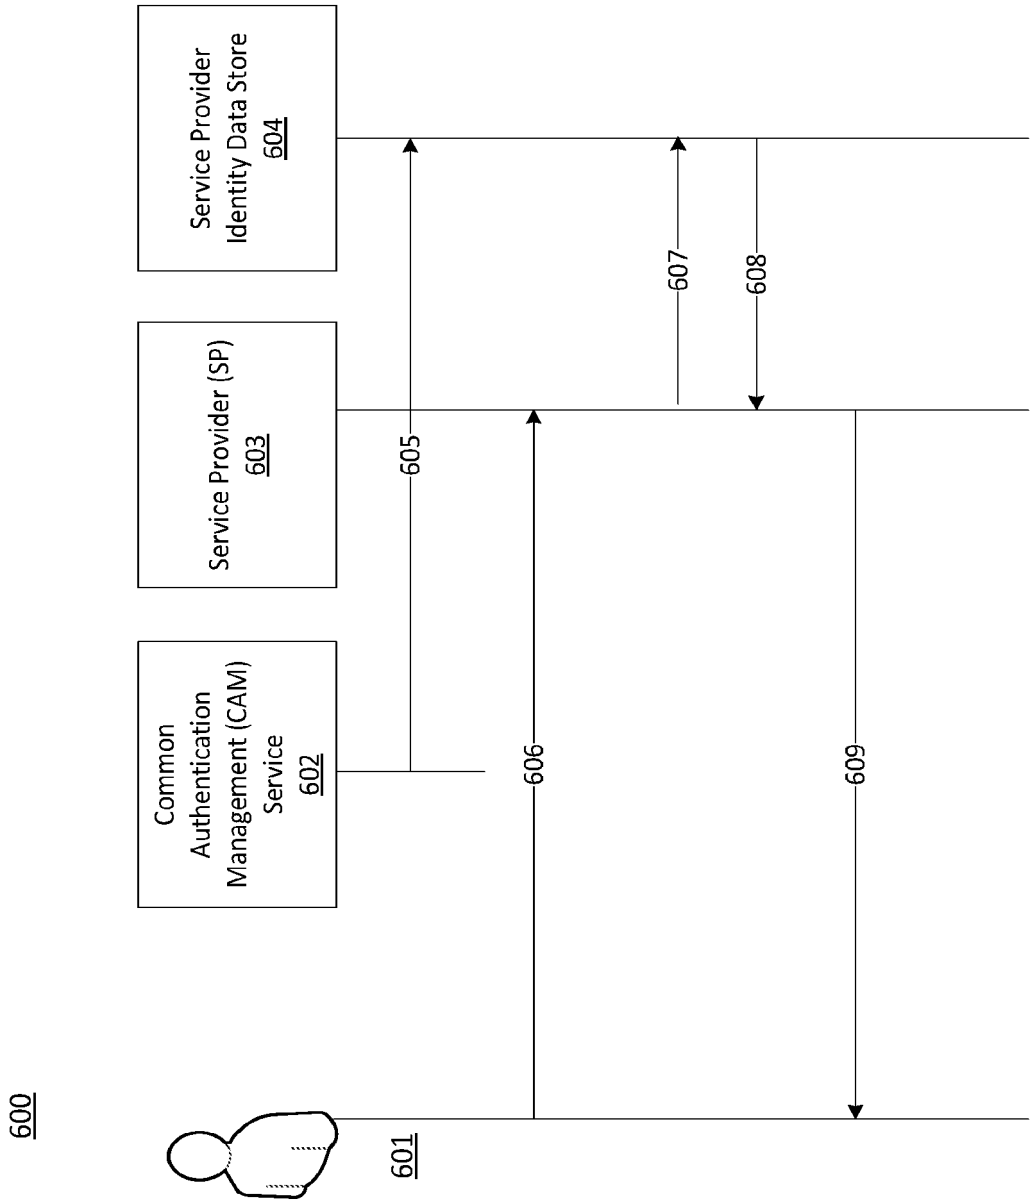 600
601
Common
Authentication
Management (CAM)
Service
602
Service Provider (SP)
603
Service Provider
Identity Data Store
604
605
606
607
608
609